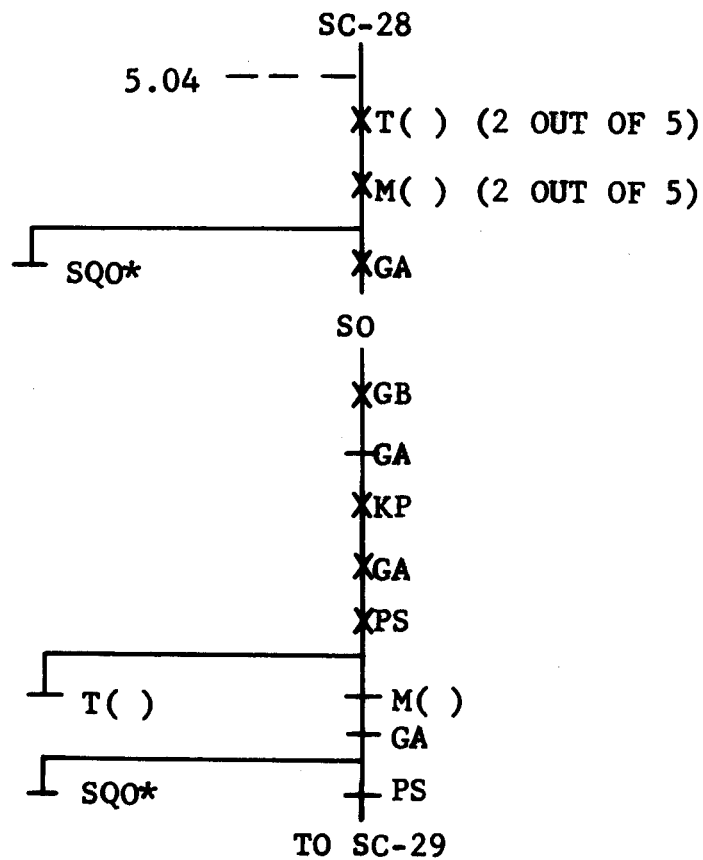 SC-28
5.04
T( ) (2 OUT OF 5)
M( ) (2 OUT OF 5)
SQO*
GA
SO
GB
GA
KP
GA
PS
T( )
M( )
GA
SQO*
PS
TO SC-29